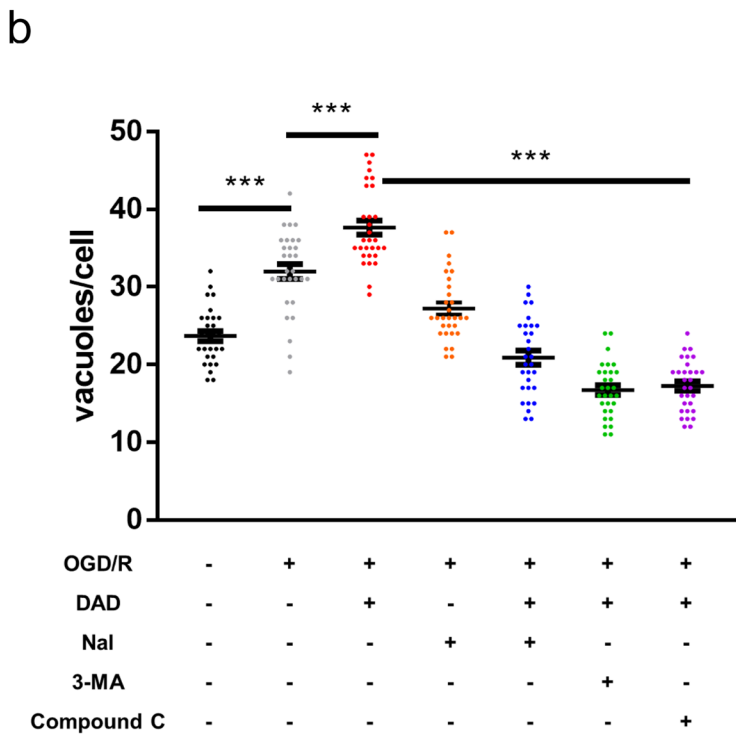 b
***
***
***
50
40
30
20
10
0
vacuoles/cell
OGD/R - + + + + + +
DAD - - + - + + +
Nal - - - + + - -
3-MA - - - - - + -
Compound C - - - - - - +